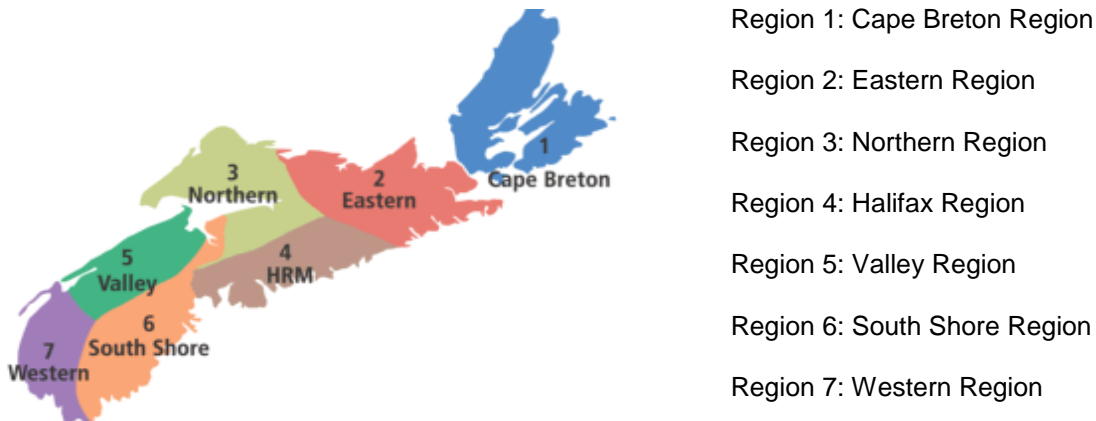 1
Cape Breton
2
Eastern
3
Northern
4
HRM
5
Valley
6
South Shore
7
Western
Region 1: Cape Breton Region
Region 2: Eastern Region
Region 3: Northern Region
Region 4: Halifax Region
Region 5: Valley Region
Region 6: South Shore Region
Region 7: Western Region